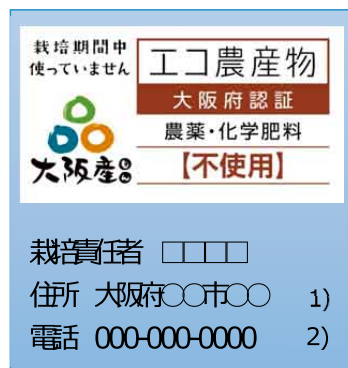 栽培期間中
使っていません
エコ農産物
大阪府認証
農薬・化学肥料
【不使用】
大阪産
栽培責任者 □□□□
住所 大阪府○○市○○ 1)
電話 000-000-0000 2)